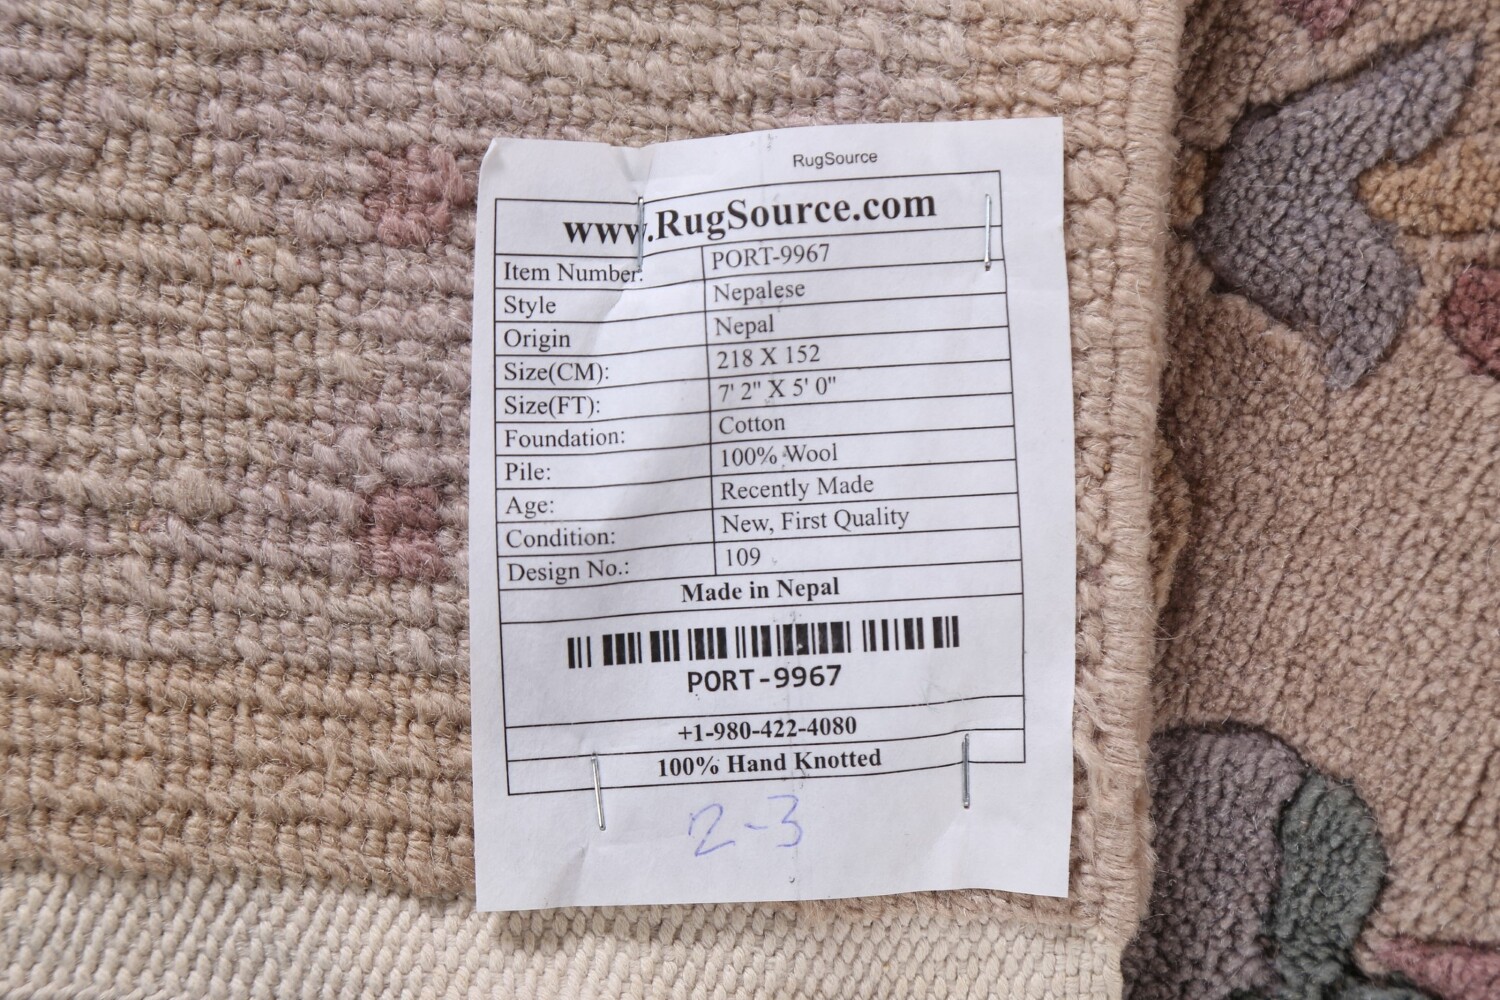 RugSource
www.RugSource.com
Item Number: PORT-9967
Style Nepalese
Origin Nepal
Size(CM): 218 X 152
Size(FT): 7' 2" X 5' 0"
Foundation: Cotton
Pile: 100% Wool
Age: Recently Made
Condition: New, First Quality
Design No.: 109
Made in Nepal
PORT-9967
+1-980-422-4080
100% Hand Knotted
2-3